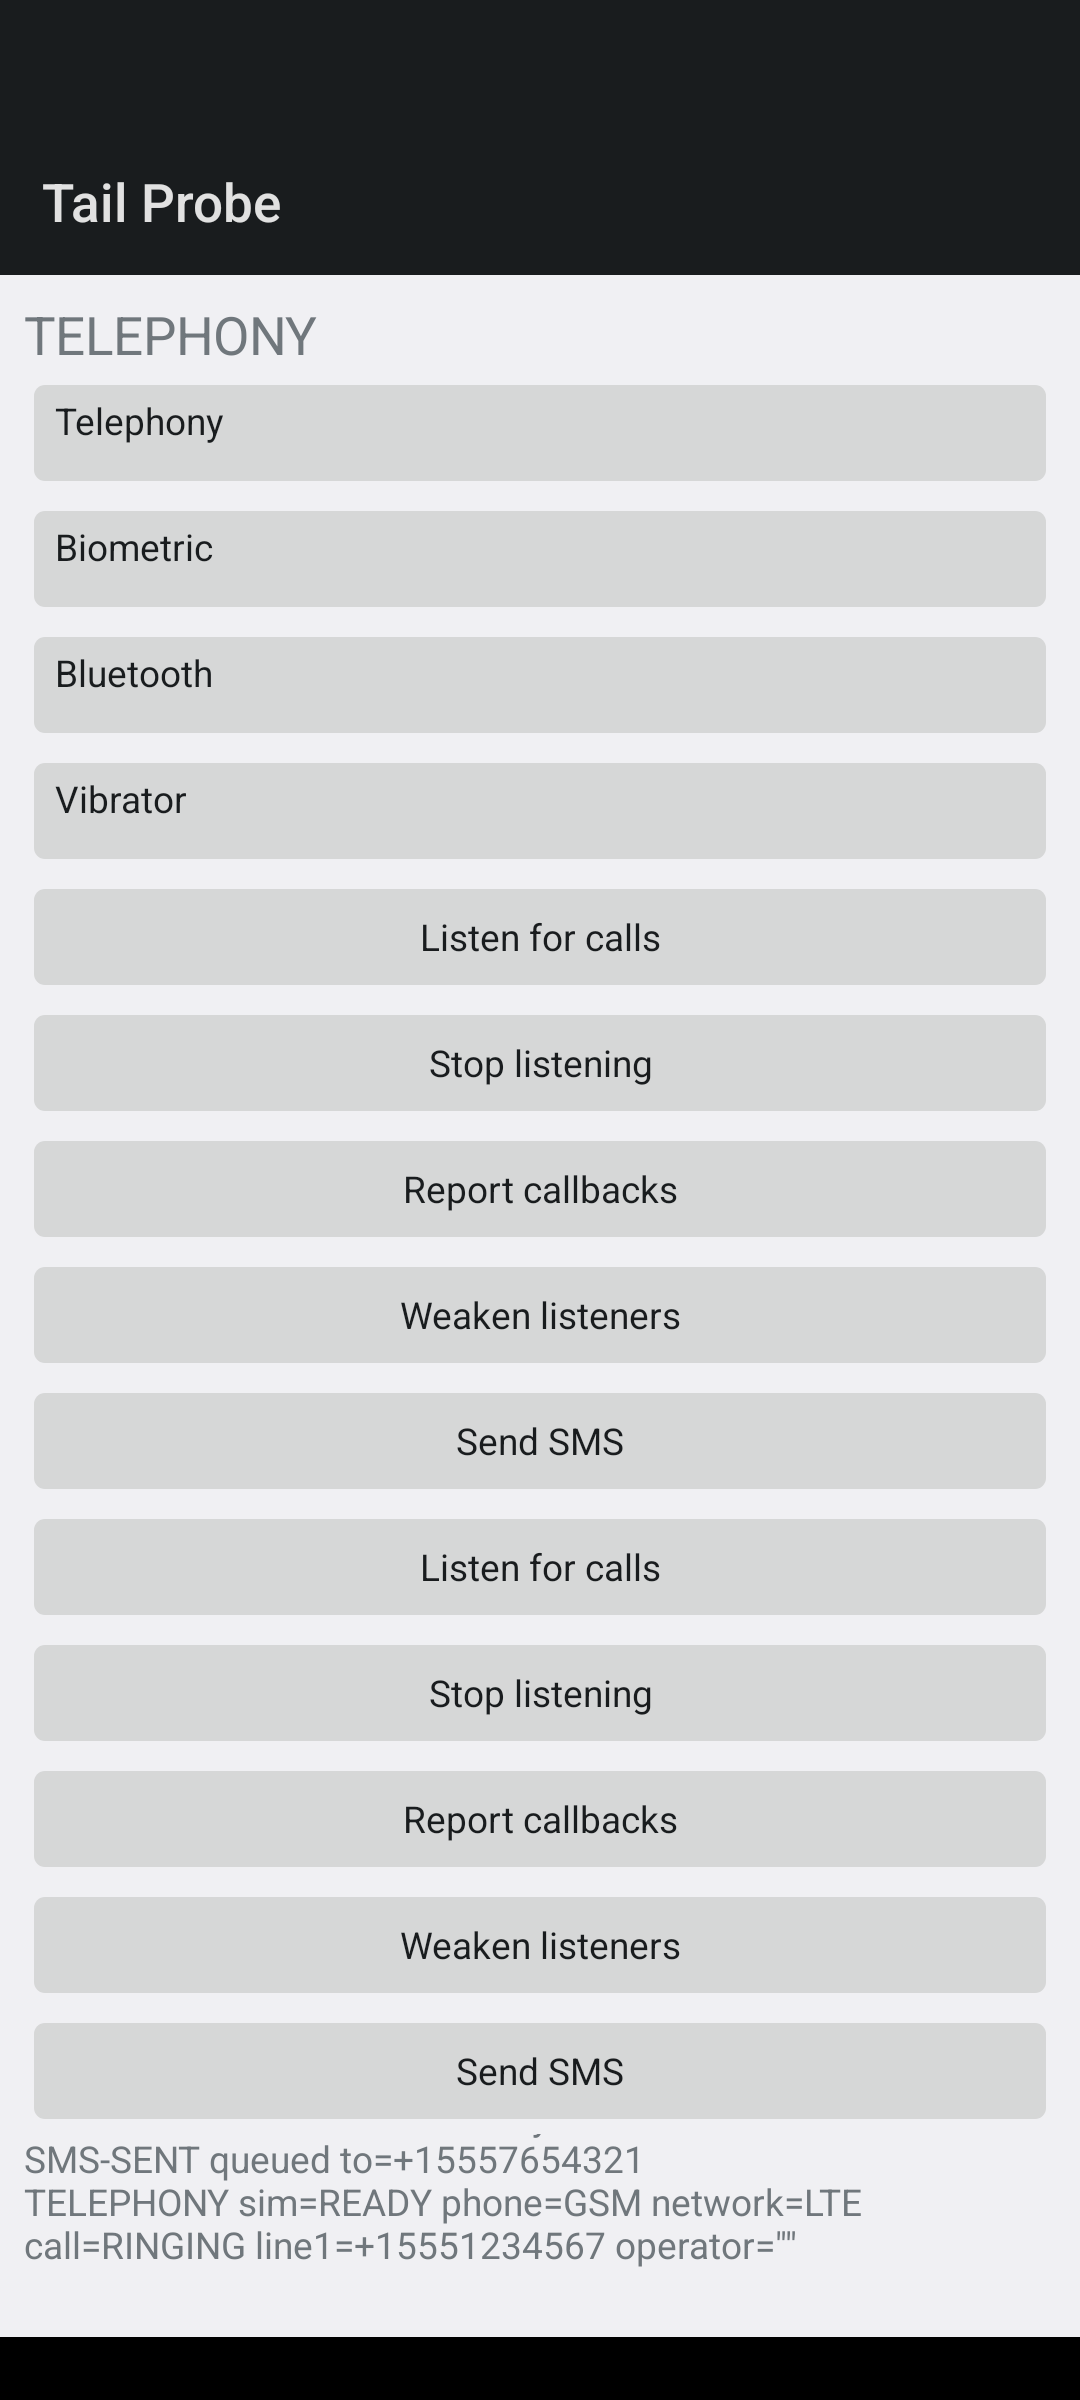 Tail Probe
TELEPHONY
Telephony
Biometric
Bluetooth
Vibrator
Listen for calls
Stop listening
Report callbacks
Weaken listeners
Send SMS
Listen for calls
Stop listening
Report callbacks
Weaken listeners
Send SMS
SMS-SENT queued to=+15557654321
TELEPHONY sim=READY phone=GSM network=LTE
call=RINGING line1=+15551234567 operator=""